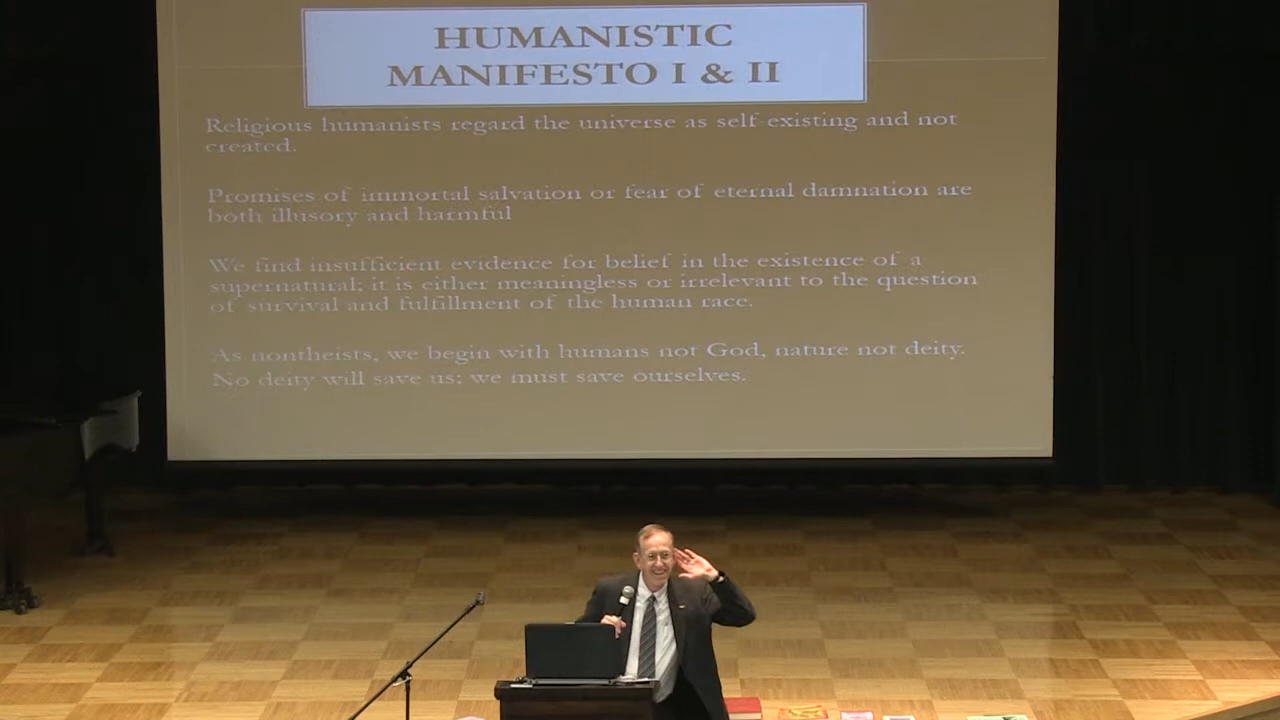 HUMANISTIC
MANIFESTO I & II
Religious humanists regard the universe as self-existing and not
created.
Promises of immortal salvation or fear of eternal damnation are
both illusory and harmful
We find insufficient evidence for belief in the existence of a
supernatural; it is either meaningless or irrelevant to the question
of survival and fulfillment of the human race.
As nontheists, we begin with humans not God, nature not deity.
No deity will save us; we must save ourselves.